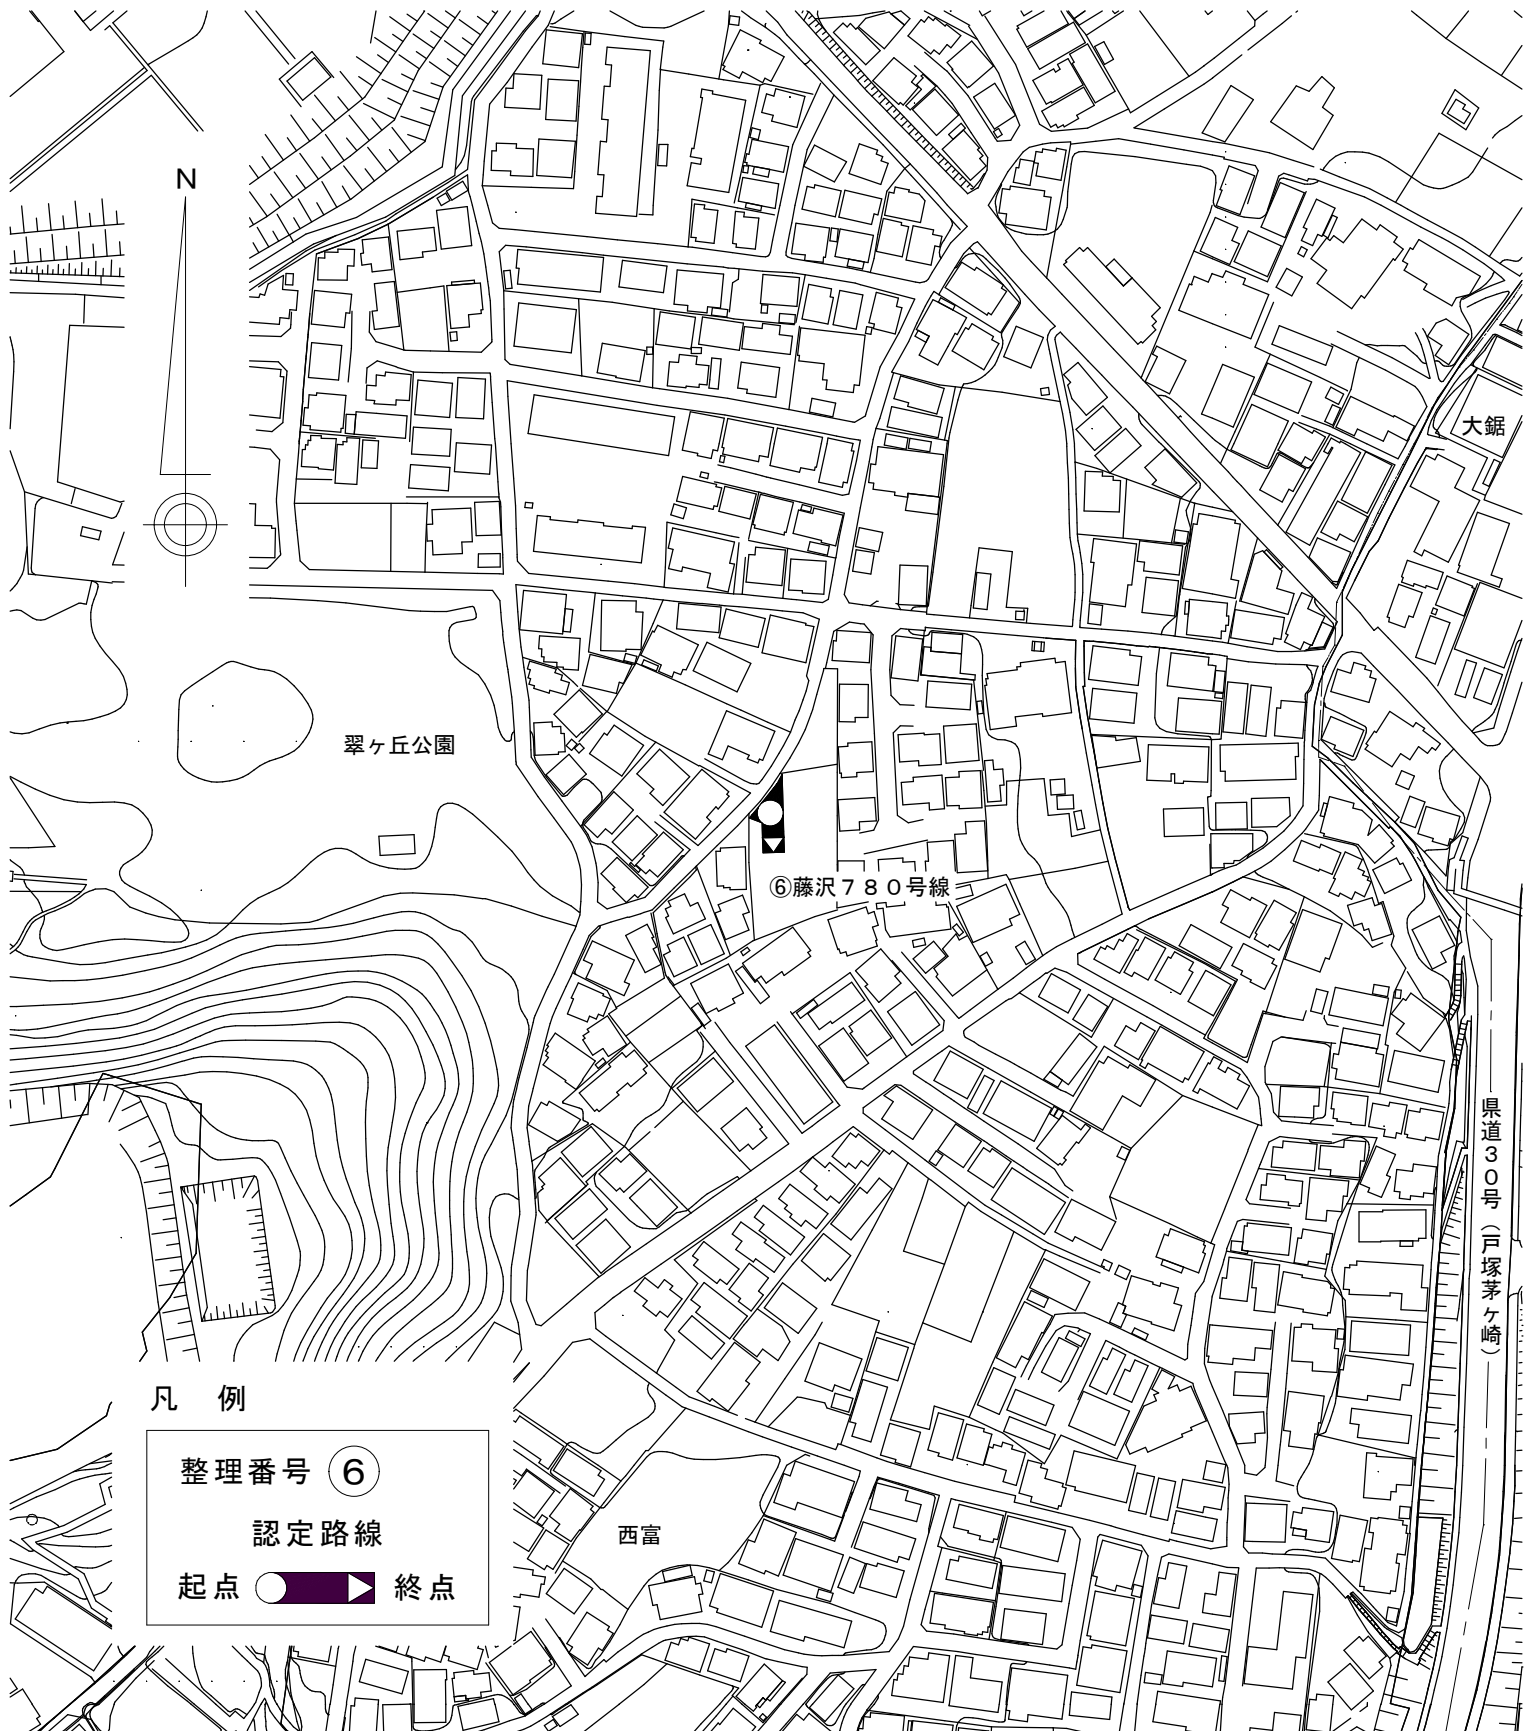 N
大鋸
翠ヶ丘公園
⑥藤沢７８０号線
県道３０号（戸塚茅ヶ崎）
凡　例
整理番号 ⑥
認定路線
起点 終点
西富